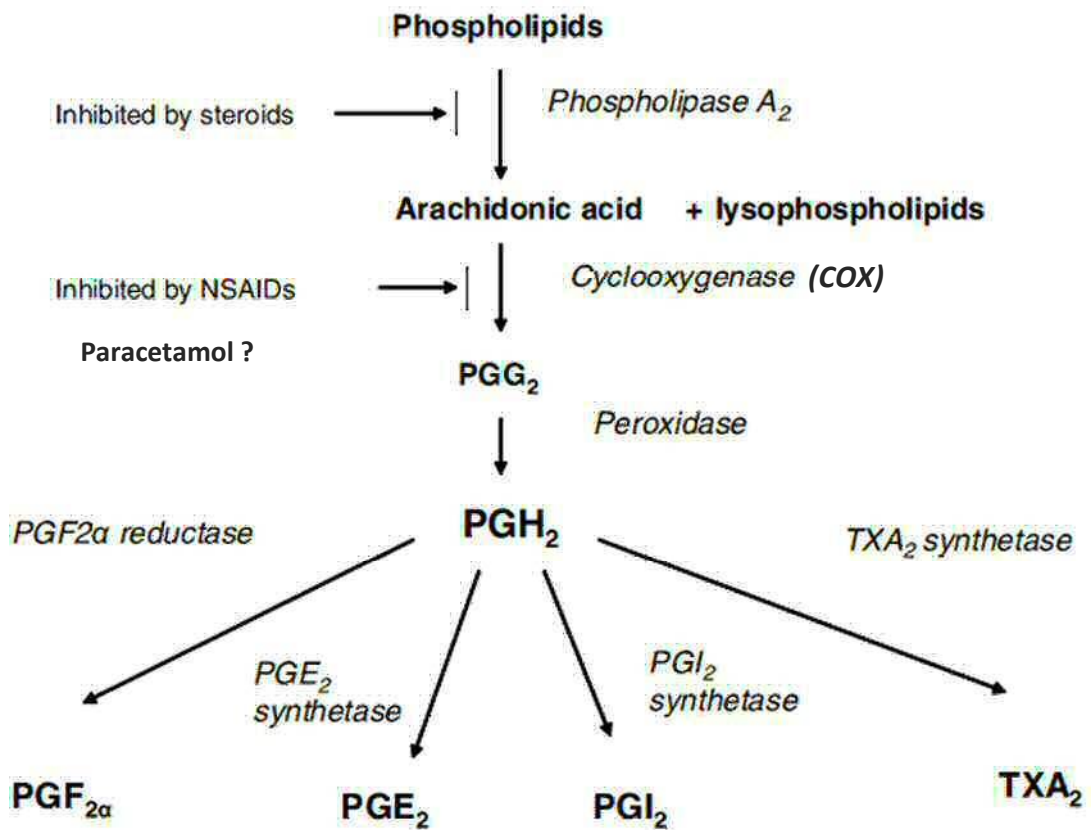 Phospholipids
Inhibited by steroids
Phospholipase A₂
Arachidonic acid + lysophospholipids
Inhibited by NSAIDs
Cyclooxygenase (COX)
Paracetamol ?
PGG₂
Peroxidase
PGF2α reductase
PGH₂
TXA₂ synthetase
PGE₂
synthetase
PGI₂
synthetase
PGF₂α
PGE₂
PGI₂
TXA₂